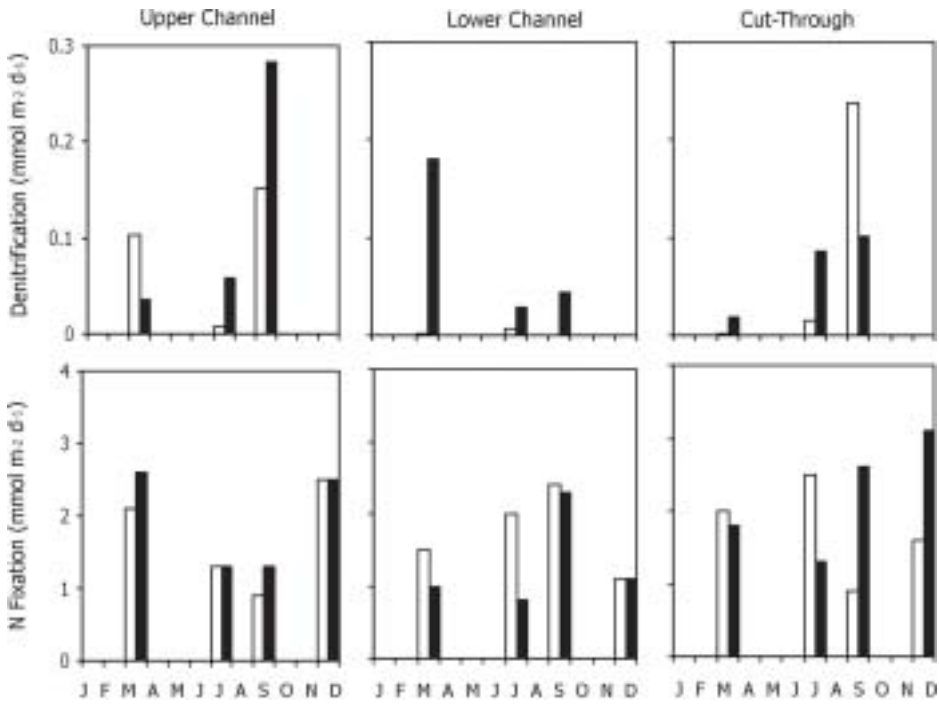 Upper Channel
Lower Channel
Cut-Through
Denitrification (mmol m-2 d-1)
0.3
0.2
0.1
0
N Fixation (mmol m-2 d-1)
4
3
2
1
0
J F M A M J J A S O N D
J F M A M J J A S O N D
J F M A M J J A S O N D